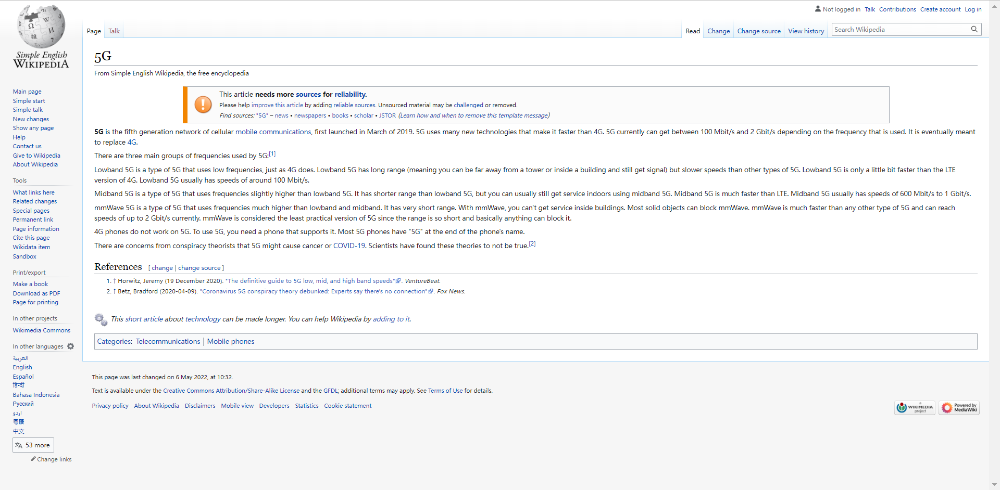 Simple English
WIKIPEDIA
Not logged in Talk Contributions Create account Log in
Page Talk
Read Change Change source View history Search Wikipedia
5G
From Simple English Wikipedia, the free encyclopedia
This article needs more sources for reliability.
Please help improve this article by adding reliable sources. Unsourced material may be challenged or removed.
Find sources: "5G" – news • newspapers • books • scholar • JSTOR (Learn how and when to remove this template message)
5G is the fifth generation network of cellular mobile communications, first launched in March of 2019. 5G uses many new technologies that make it faster than 4G. 5G currently can get between 100 Mbit/s and 2 Gbit/s depending on the frequency that is used. It is eventually meant
to replace 4G.
There are three main groups of frequencies used by 5G:[1]
Lowband 5G is a type of 5G that uses low frequencies, just as 4G does. Lowband 5G has long range (meaning you can be far away from a tower or inside a building and still get signal) but slower speeds than other types of 5G. Lowband 5G is only a little bit faster than the LTE
version of 4G. Lowband 5G usually has speeds of around 100 Mbit/s.
Midband 5G is a type of 5G that uses frequencies slightly higher than lowband 5G. It has shorter range than lowband 5G, but you can usually still get service indoors using midband 5G. Midband 5G is much faster than LTE. Midband 5G usually has speeds of 600 Mbit/s to 1 Gbit/s.
mmWave 5G is a type of 5G that uses frequencies much higher than lowband and midband. It has very short range. With mmWave, you can't get service inside buildings. Most solid objects can block mmWave. mmWave is much faster than any other type of 5G and can reach
speeds of up to 2 Gbit/s currently. mmWave is considered the least practical version of 5G since the range is so short and basically anything can block it.
4G phones do not work on 5G. To use 5G, you need a phone that supports it. Most 5G phones have "5G" at the end of the phone's name.
There are concerns from conspiracy theorists that 5G might cause cancer or COVID-19. Scientists have found these theories to not be true.[2]
References [ change | change source ]
1. ↑ Horwitz, Jeremy (19 December 2020). "The definitive guide to 5G low, mid, and high band speeds". VentureBeat.
2. ↑ Betz, Bradford (2020-04-09). "Coronavirus 5G conspiracy theory debunked: Experts say there's no connection". Fox News.
This short article about technology can be made longer. You can help Wikipedia by adding to it.
Categories: Telecommunications | Mobile phones
Main page
Simple start
Simple talk
New changes
Show any page
Help
Contact us
Give to Wikipedia
About Wikipedia
Tools
What links here
Related changes
Special pages
Permanent link
Page information
Cite this page
Wikidata item
Sandbox
Print/export
Make a book
Download as PDF
Page for printing
In other projects
Wikimedia Commons
In other languages
العربية
English
Español
हिन्दी
Bahasa Indonesia
Русский
اردو
粵語
中文
53 more
Change links
This page was last changed on 6 May 2022, at 10:32.
Text is available under the Creative Commons Attribution/Share-Alike License and the GFDL; additional terms may apply. See Terms of Use for details.
Privacy policy About Wikipedia Disclaimers Mobile view Developers Statistics Cookie statement
a WIKIMEDIA project
Powered by MediaWiki